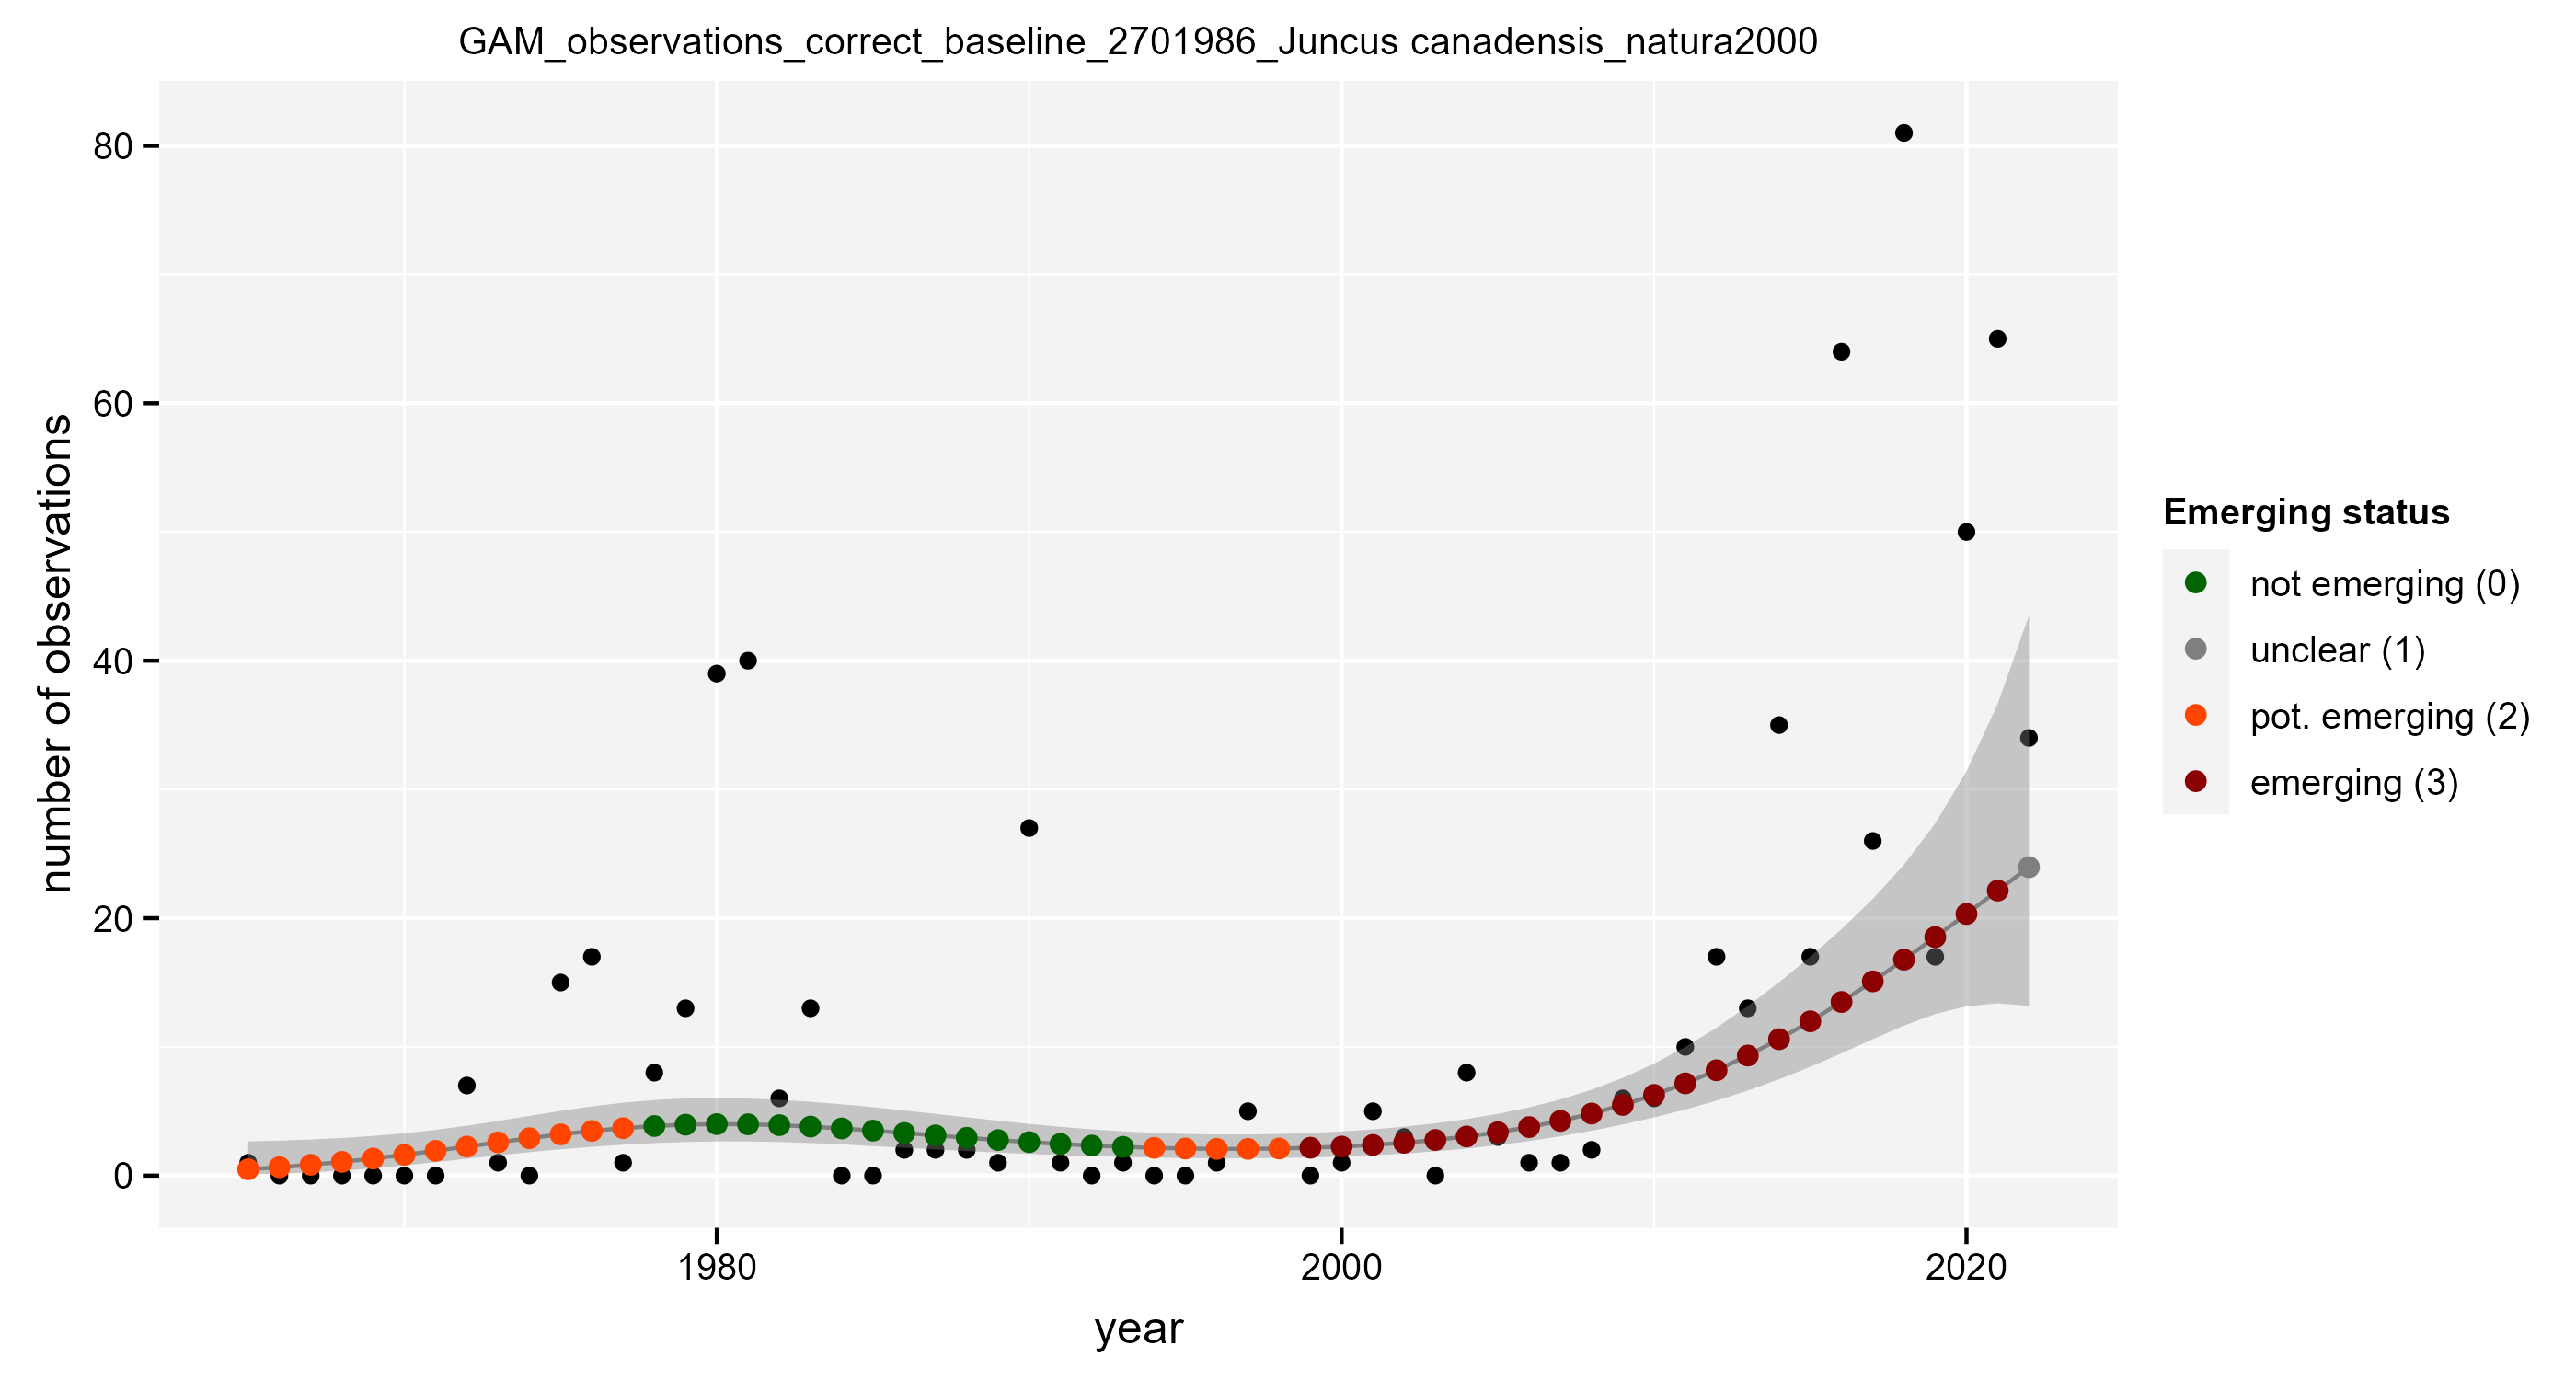 GAM_observations_correct_baseline_2701986_Juncus canadensis_natura2000
number of observations
80
60
40
20
0
1980
2000
2020
year
Emerging status
not emerging (0)
unclear (1)
pot. emerging (2)
emerging (3)